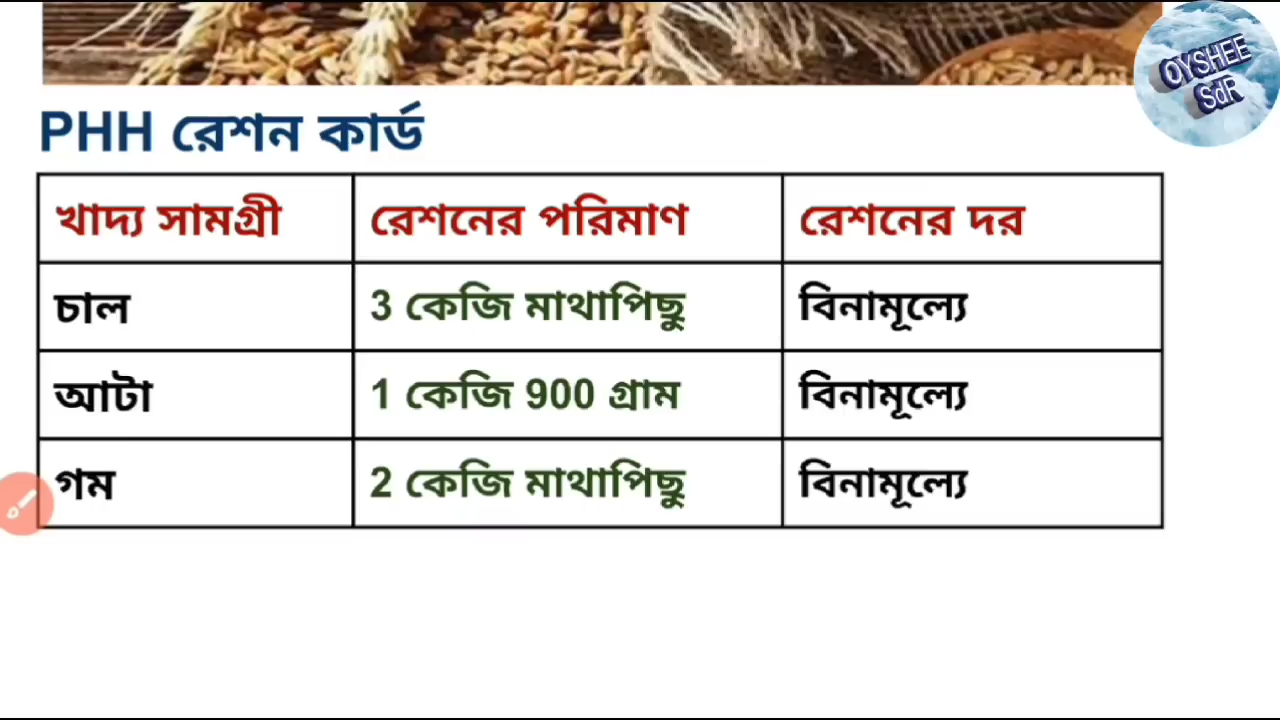 OYSHEE
SdR
PHH রেশন কার্ড
খাদ্য সামগ্রী রেশনের পরিমাণ রেশনের দর
চাল 3 কেজি মাথাপিছু বিনামূল্যে
আটা 1 কেজি 900 গ্রাম বিনামূল্যে
গম 2 কেজি মাথাপিছু বিনামূল্যে